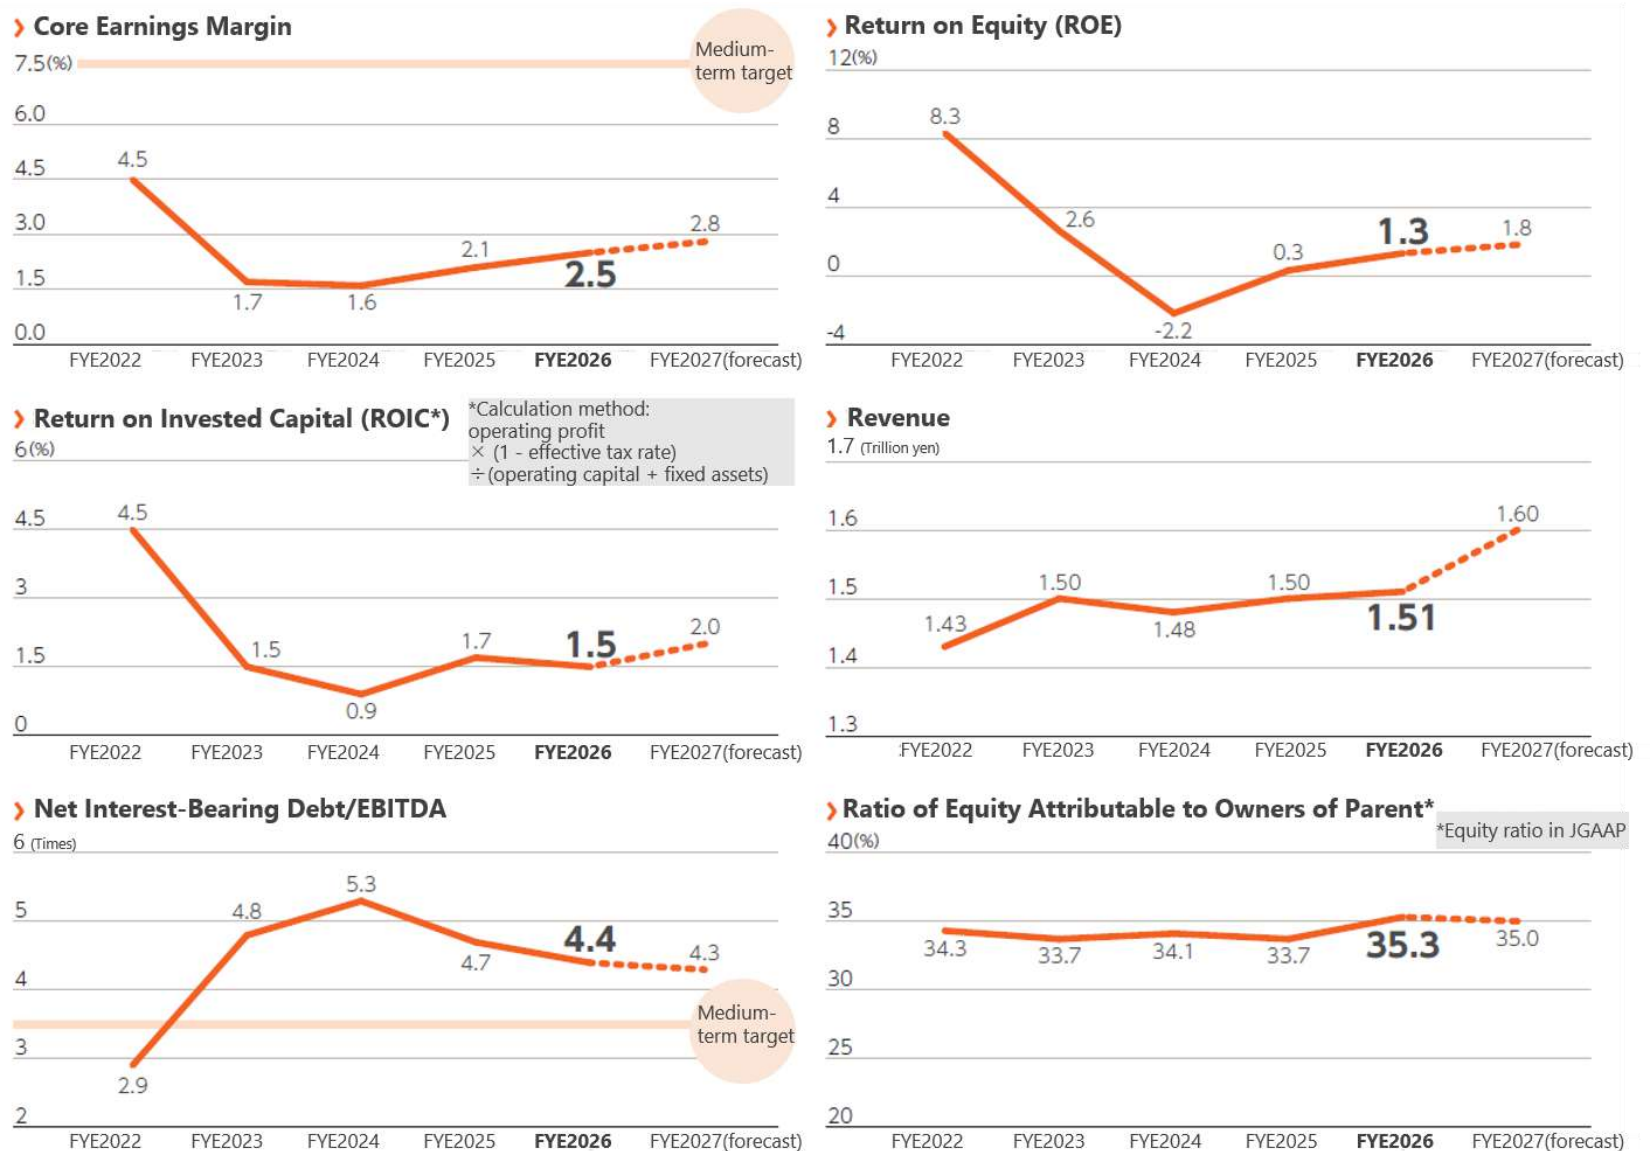 Core Earnings Margin
7.5(%)
Medium-
term target
6.0
4.5
3.0
1.5
0.0
4.5
1.7
1.6
2.1
2.5
2.8
FYE2022 FYE2023 FYE2024 FYE2025 FYE2026 FYE2027(forecast)
Return on Equity (ROE)
12(%)
8
4
0
-4
8.3
2.6
-2.2
0.3
1.3
1.8
FYE2022 FYE2023 FYE2024 FYE2025 FYE2026 FYE2027(forecast)
Return on Invested Capital (ROIC*)
*Calculation method:
operating profit
× (1 - effective tax rate)
÷(operating capital + fixed assets)
6(%)
4.5
3
1.5
0
4.5
1.5
0.9
1.7
1.5
2.0
FYE2022 FYE2023 FYE2024 FYE2025 FYE2026 FYE2027(forecast)
Revenue
1.7 (Trillion yen)
1.6
1.5
1.4
1.3
1.43
1.50
1.48
1.50
1.51
1.60
FYE2022 FYE2023 FYE2024 FYE2025 FYE2026 FYE2027(forecast)
Net Interest-Bearing Debt/EBITDA
6 (Times)
5
4
3
2
2.9
4.8
5.3
4.7
4.4
4.3
Medium-
term target
FYE2022 FYE2023 FYE2024 FYE2025 FYE2026 FYE2027(forecast)
Ratio of Equity Attributable to Owners of Parent*
*Equity ratio in JGAAP
40(%)
35
30
25
20
34.3
33.7
34.1
33.7
35.3
35.0
FYE2022 FYE2023 FYE2024 FYE2025 FYE2026 FYE2027(forecast)